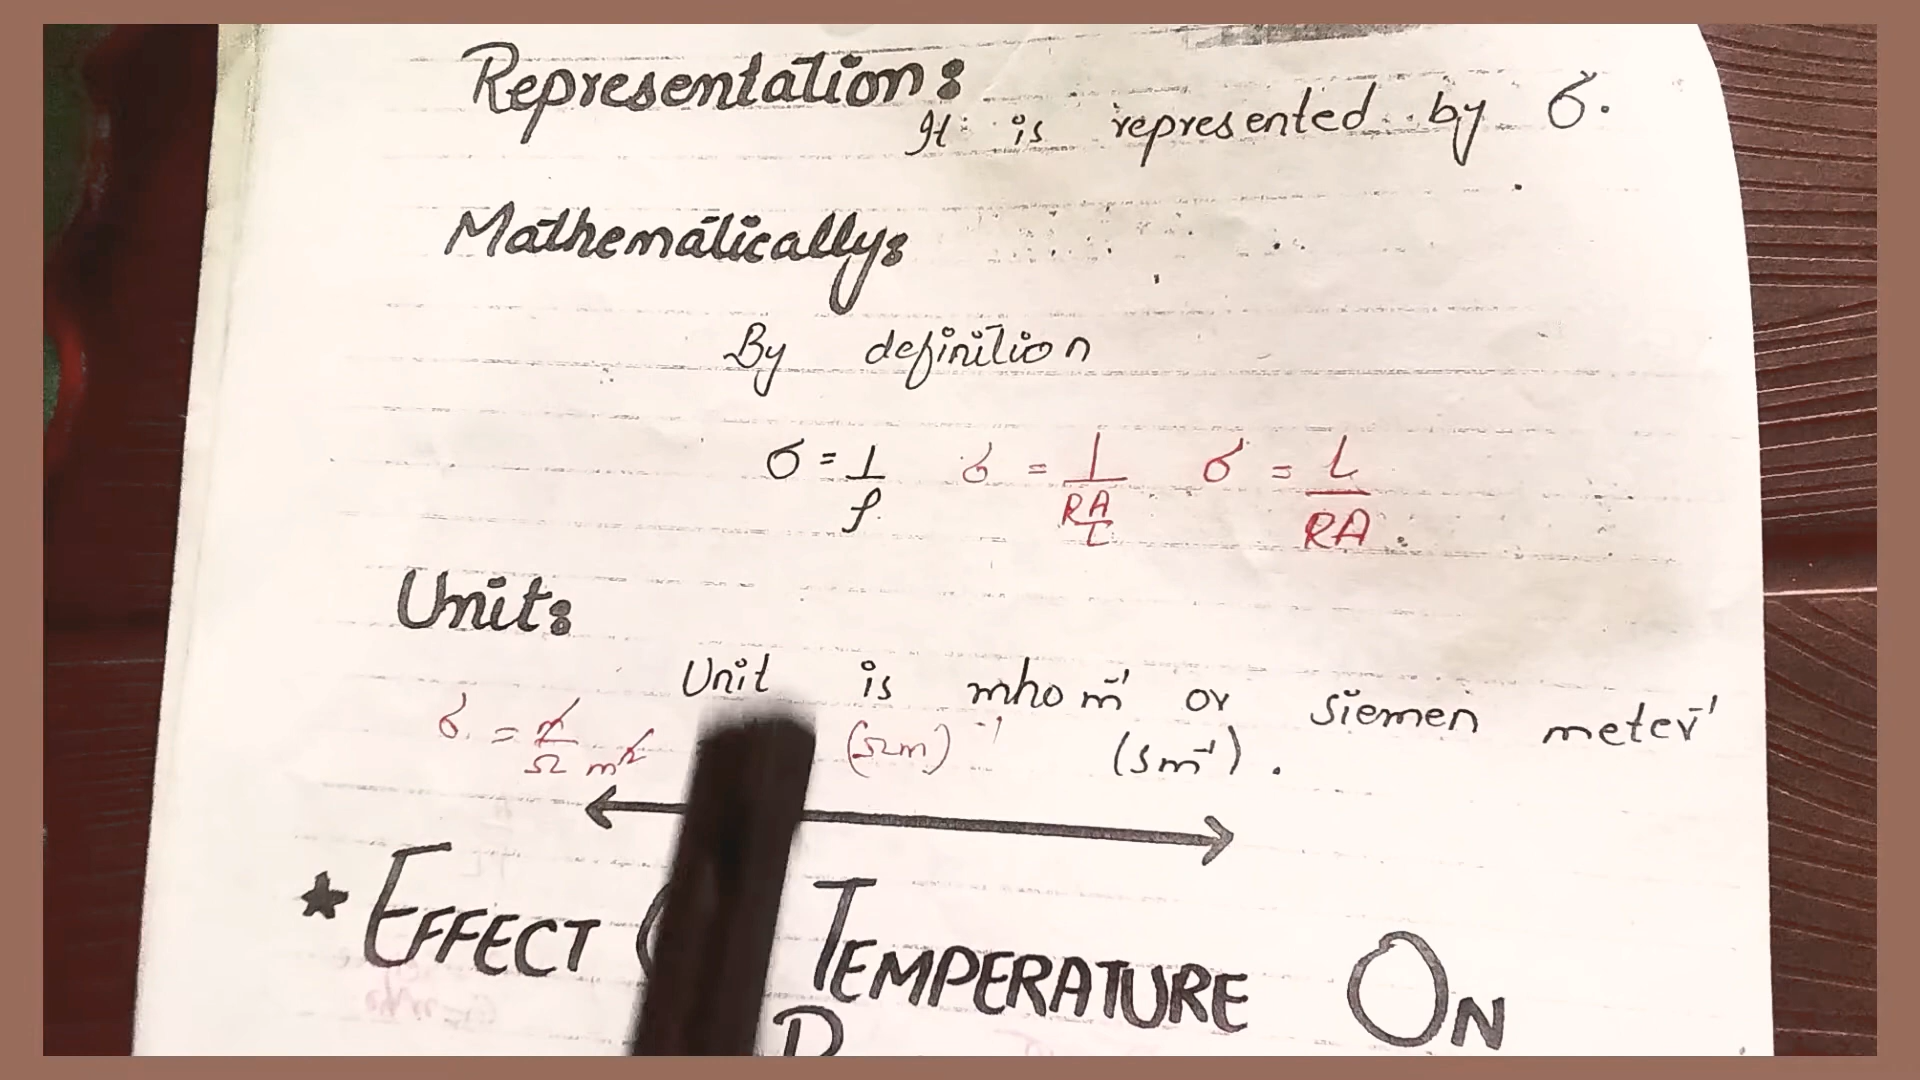 Representation:
It is represented by σ.
Mathematically:
By definition
σ = 1/ρ σ = 1/(RA/L) σ = L/RA.
Unit:
Unit is mho m⁻¹ or siemen meter⁻¹
σ = m/Ω m² (Ωm)⁻¹ (Sm⁻¹).
* EFFECT TEMPERATURE ON